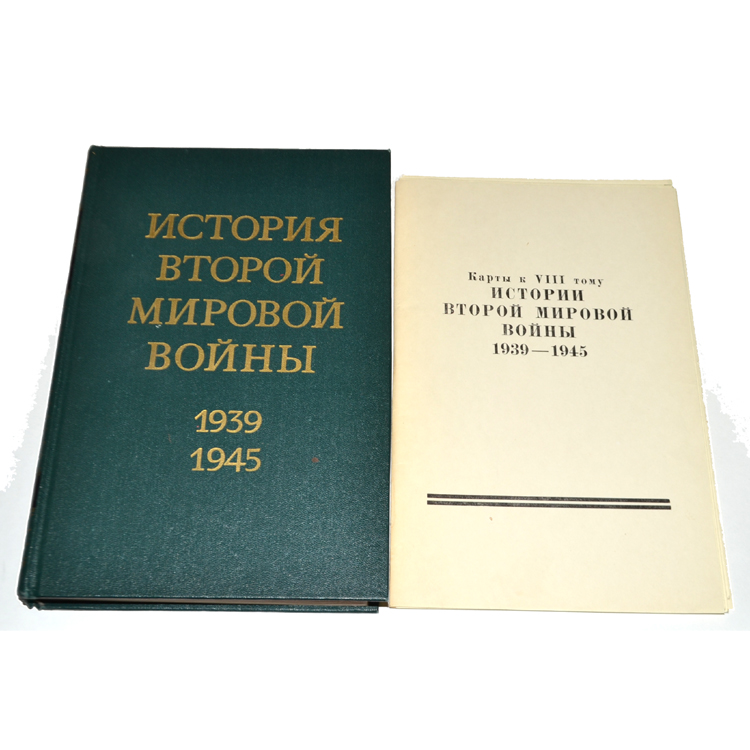 ИСТОРИЯ
ВТОРОЙ
МИРОВОЙ
ВОЙНЫ
1939
1945
Карты к VIII тому
ИСТОРИИ
ВТОРОЙ МИРОВОЙ
ВОЙНЫ
1939—1945